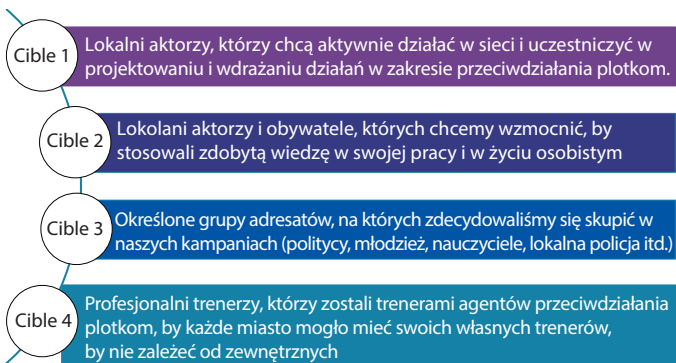 Cible 1
Lokalni aktorzy, którzy chcą aktywnie działać w sieci i uczestniczyć w
projektowaniu i wdrażaniu działań w zakresie przeciwdziałania plotkom.
Cible 2
Lokolani aktorzy i obywatele, których chcemy wzmocnić, by
stosowali zdobytą wiedzę w swojej pracy i w życiu osobistym
Cible 3
Określone grupy adresatów, na których zdecydowaliśmy się skupić w
naszych kampaniach (politycy, młodzież, nauczyciele, lokalna policja itd.)
Cible 4
Profesjonalni trenerzy, którzy zostali trenerami agentów przeciwdziałania
plotkom, by każde miasto mogło mieć swoich własnych trenerów,
by nie zależeć od zewnętrznych